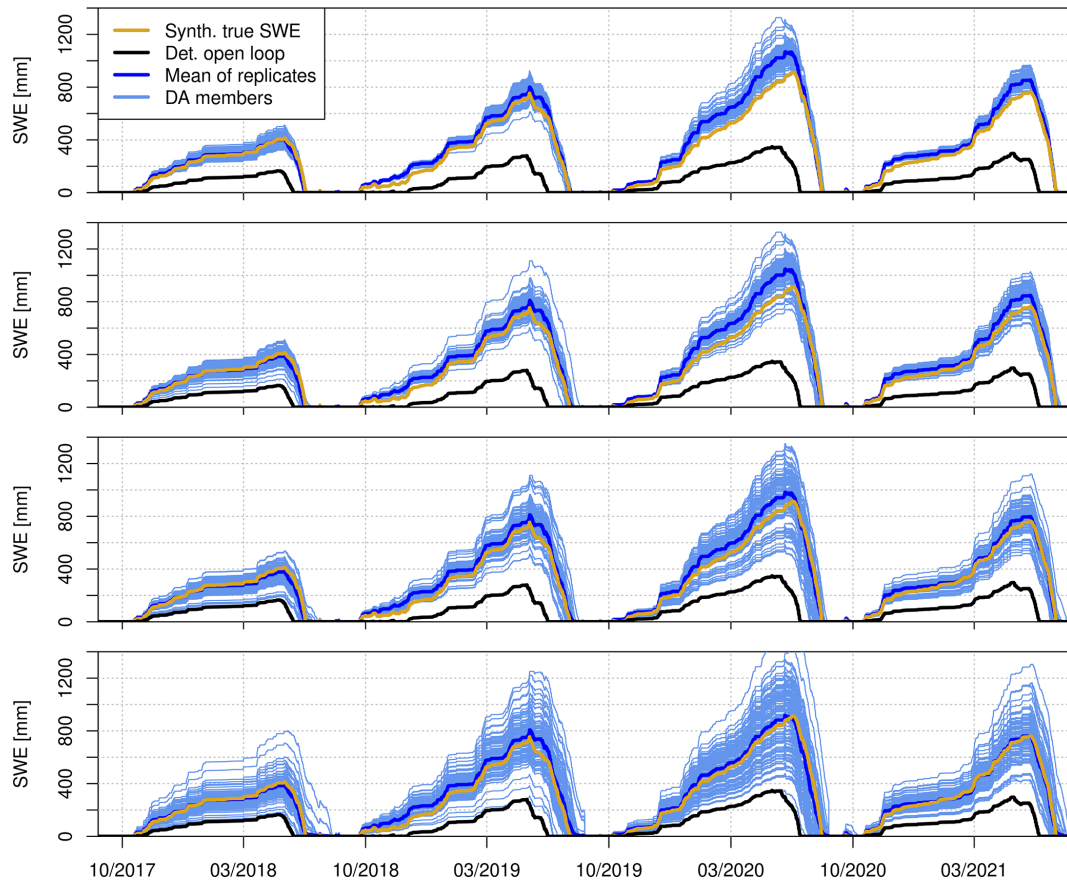 Synth. true SWE
Det. open loop
Mean of replicates
DA members
SWE [mm]
0 400 800 1200
SWE [mm]
0 400 800 1200
SWE [mm]
0 400 800 1200
SWE [mm]
0 400 800 1200
10/2017 03/2018 10/2018 03/2019 10/2019 03/2020 10/2020 03/2021